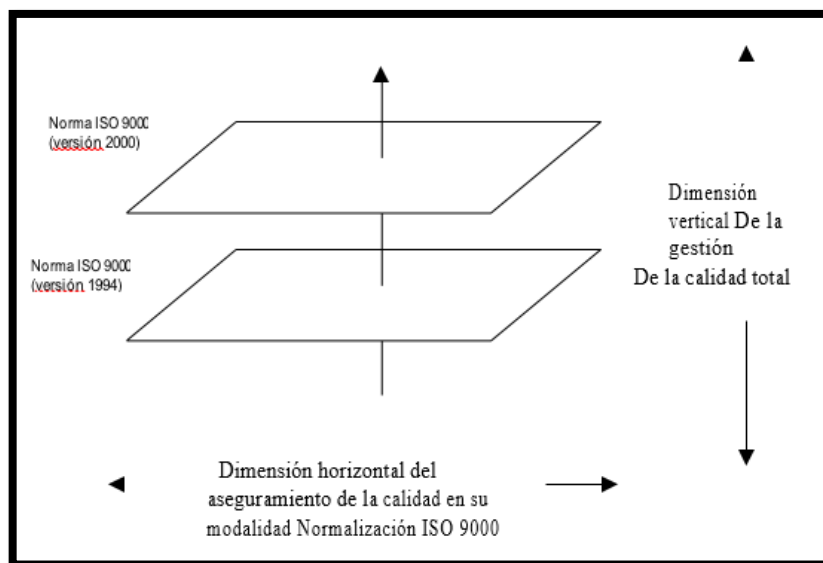 Norma ISO 9000
(versión 2000)
Norma ISO 9000
(versión 1994)
Dimensión
vertical De la
gestión
De la calidad total
Dimensión horizontal del
aseguramiento de la calidad en su
modalidad Normalización ISO 9000